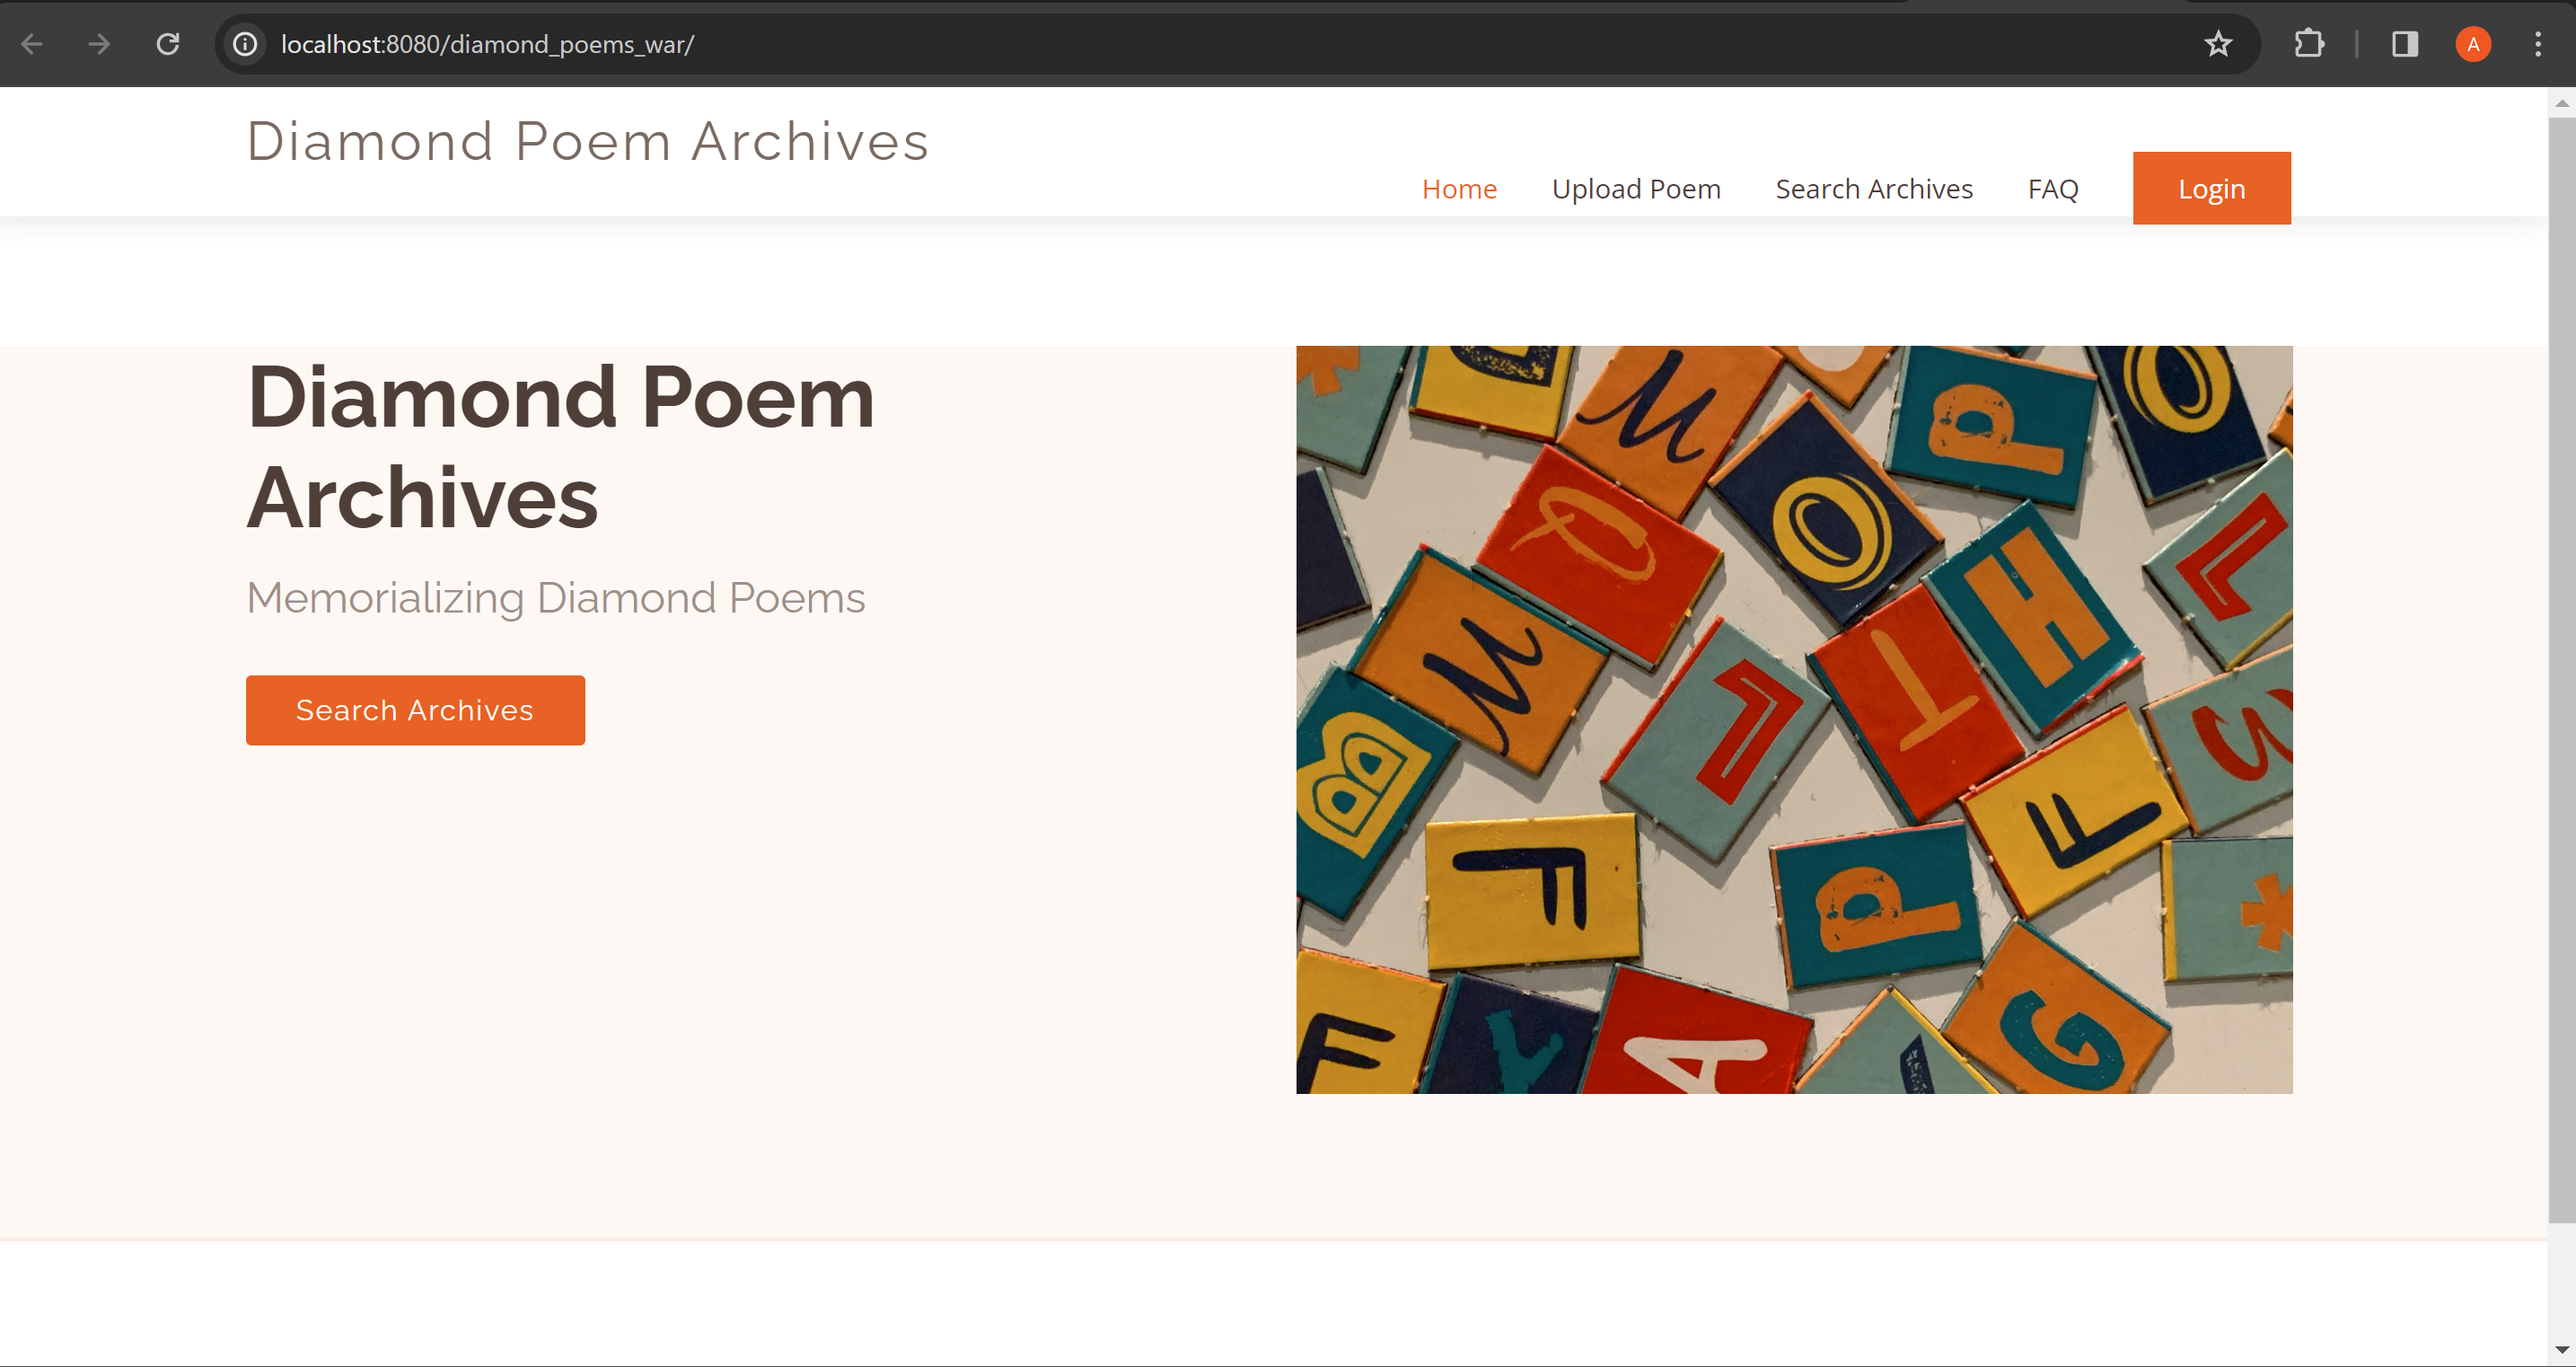 localhost:8080/diamond_poems_war/
A
Diamond Poem Archives
Home Upload Poem Search Archives FAQ Login
Diamond Poem
Archives
Memorializing Diamond Poems
Search Archives